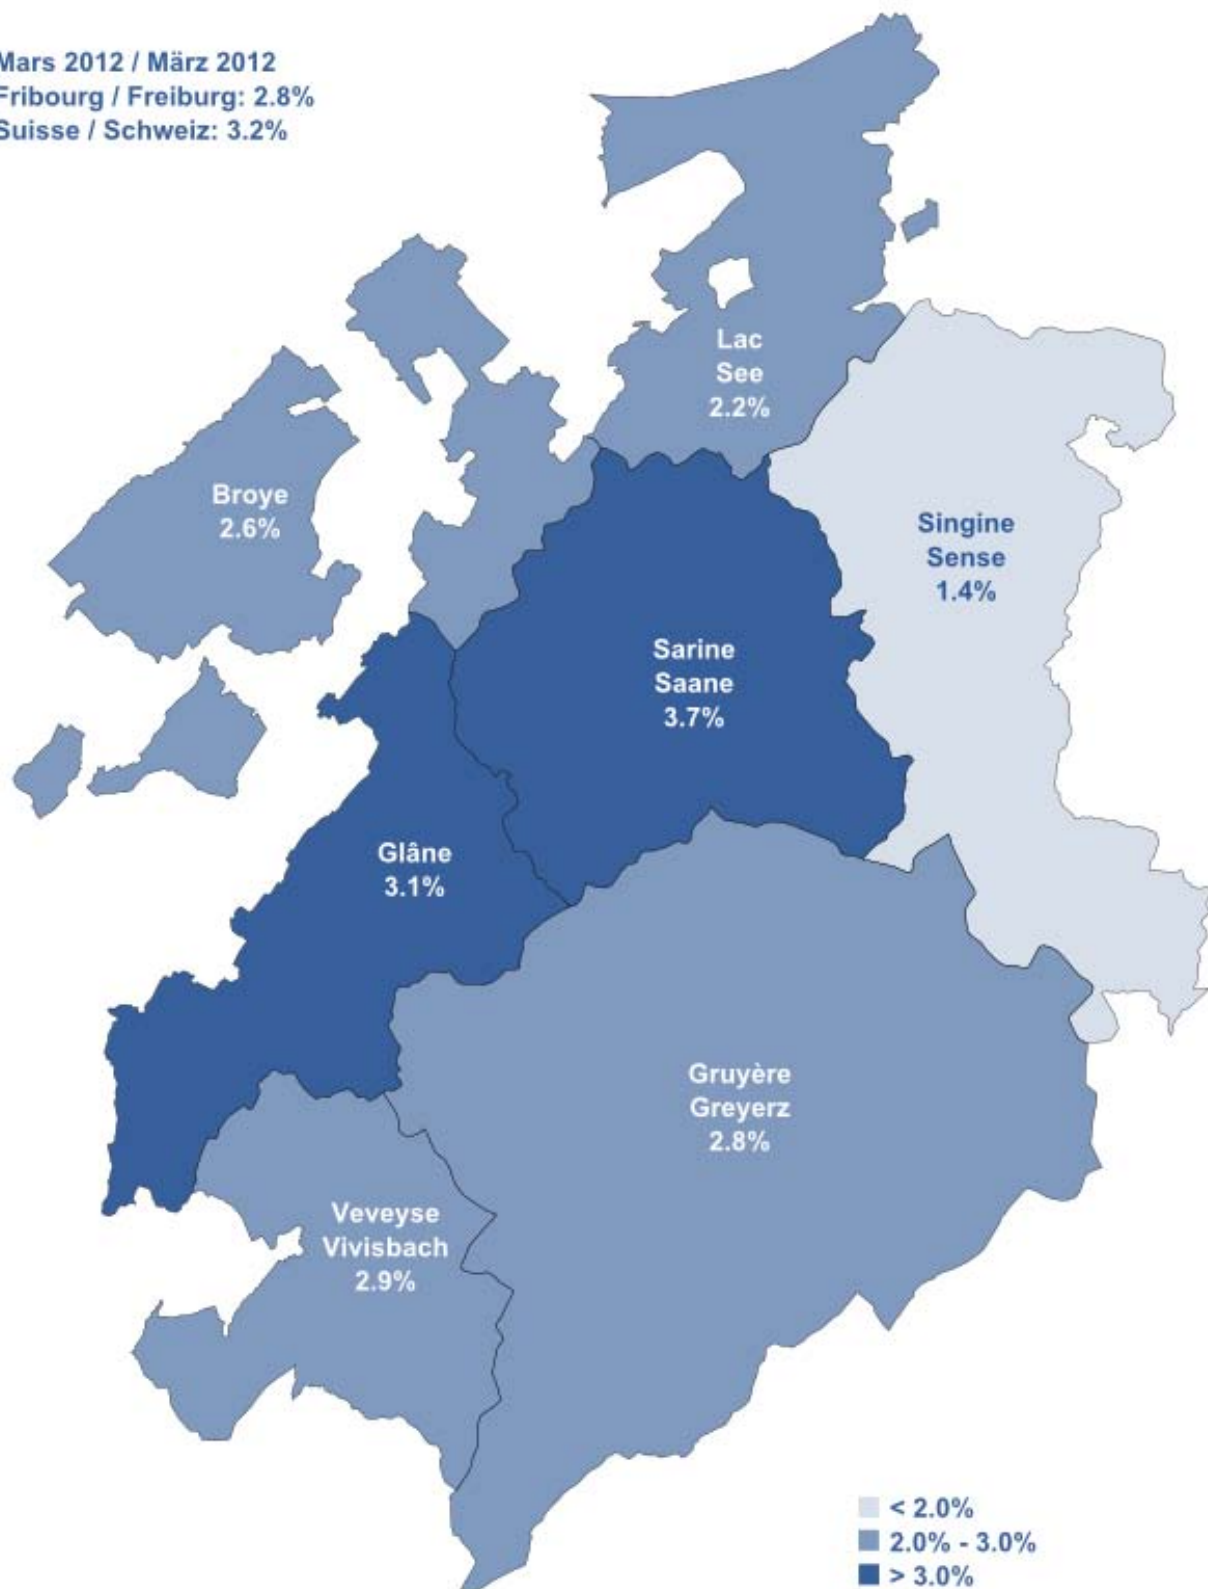 Mars 2012 / März 2012
Fribourg / Freiburg: 2.8%
Suisse / Schweiz: 3.2%
Lac
See
2.2%
Broye
2.6%
Singine
Sense
1.4%
Sarine
Saane
3.7%
Glâne
3.1%
Gruyère
Greyerz
2.8%
Veveyse
Vivisbach
2.9%
< 2.0%
2.0% - 3.0%
> 3.0%